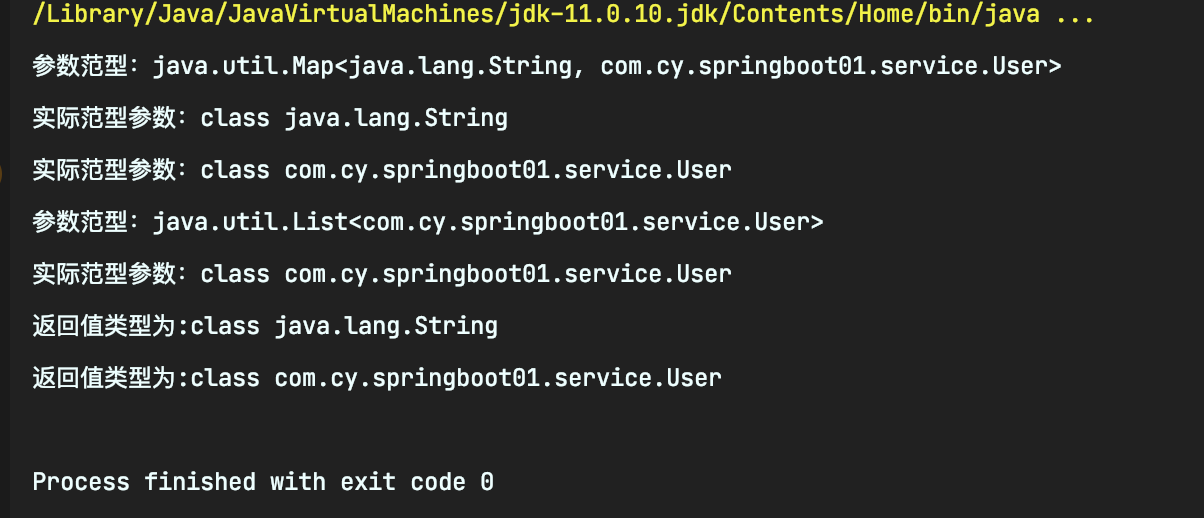 /Library/Java/JavaVirtualMachines/jdk-11.0.10.jdk/Contents/Home/bin/java ...
参数范型：java.util.Map<java.lang.String, com.cy.springboot01.service.User>
实际范型参数：class java.lang.String
实际范型参数：class com.cy.springboot01.service.User
参数范型：java.util.List<com.cy.springboot01.service.User>
实际范型参数：class com.cy.springboot01.service.User
返回值类型为:class java.lang.String
返回值类型为:class com.cy.springboot01.service.User
Process finished with exit code 0